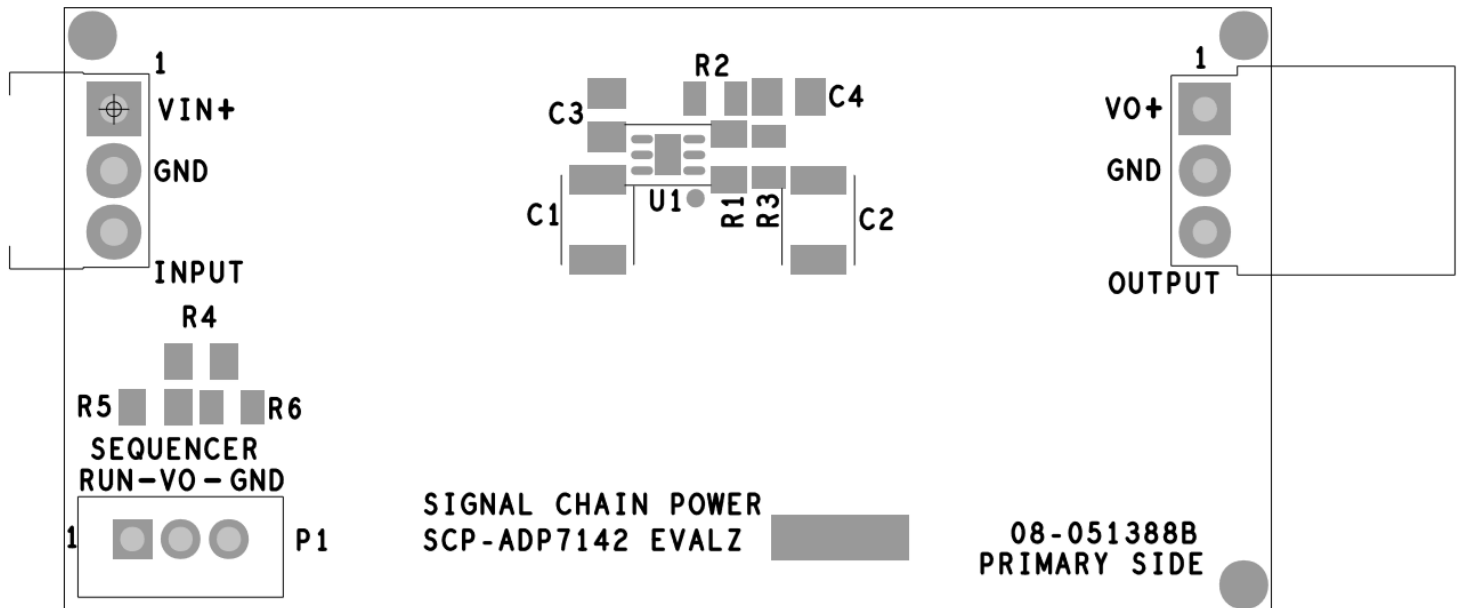 1
1
R2
VIN+
C3
C4
VO+
GND
GND
U1
R1
R3
C1
C2
INPUT
OUTPUT
R4
R5
R6
SEQUENCER
RUN-VO-GND
1
P1
SIGNAL CHAIN POWER
SCP-ADP7142 EVALZ
08-051388B
PRIMARY SIDE